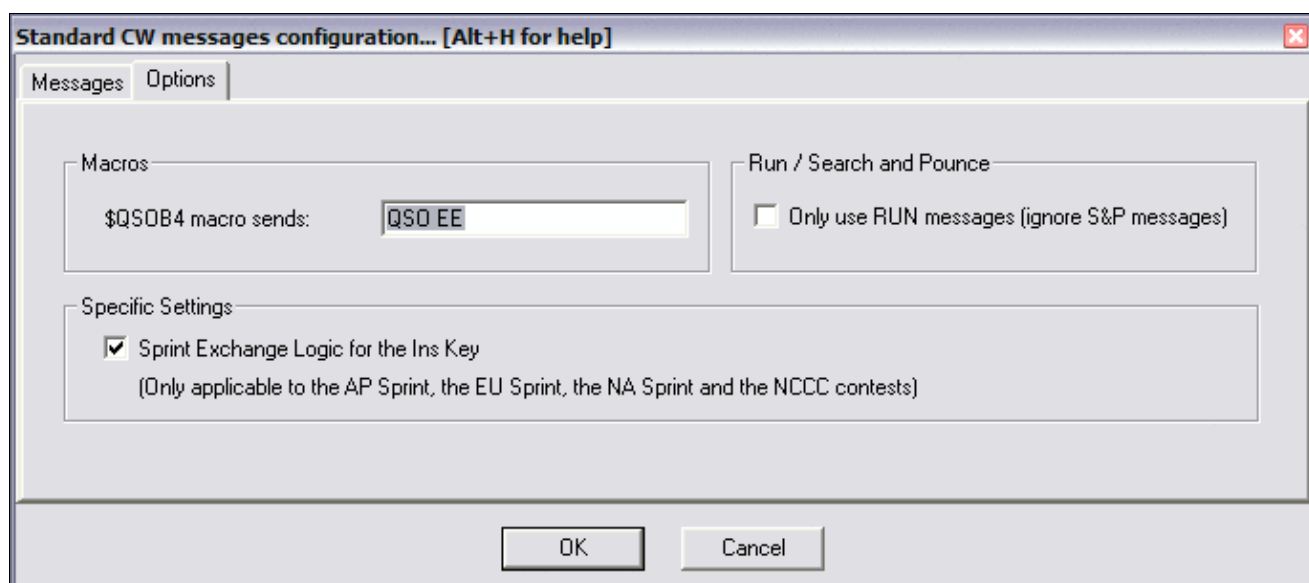 Standard CW messages configuration... [Alt+H for help]
Messages Options
Macros
$QSOB4 macro sends: QSO EE
Run / Search and Pounce
Only use RUN messages (ignore S&P messages)
Specific Settings
Sprint Exchange Logic for the Ins Key
(Only applicable to the AP Sprint, the EU Sprint, the NA Sprint and the NCCC contests)
OK Cancel